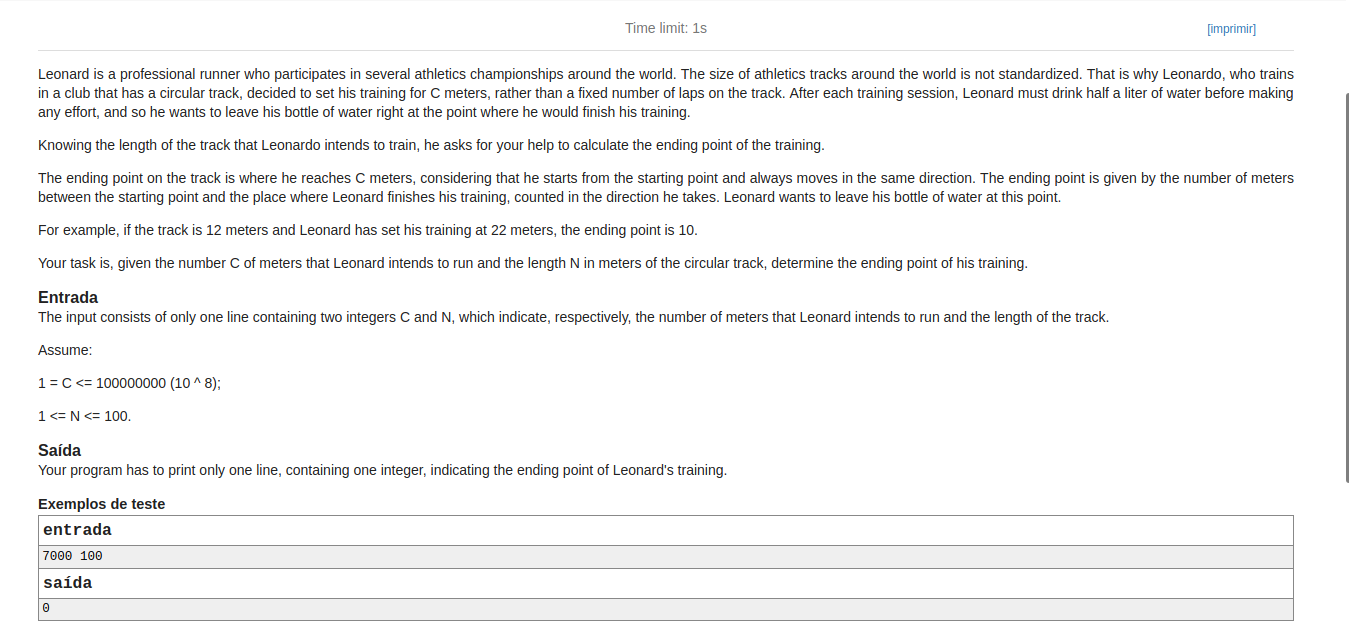 Time limit: 1s
[imprimir]
Leonard is a professional runner who participates in several athletics championships around the world. The size of athletics tracks around the world is not standardized. That is why Leonardo, who trains
in a club that has a circular track, decided to set his training for C meters, rather than a fixed number of laps on the track. After each training session, Leonard must drink half a liter of water before making
any effort, and so he wants to leave his bottle of water right at the point where he would finish his training.
Knowing the length of the track that Leonardo intends to train, he asks for your help to calculate the ending point of the training.
The ending point on the track is where he reaches C meters, considering that he starts from the starting point and always moves in the same direction. The ending point is given by the number of meters
between the starting point and the place where Leonard finishes his training, counted in the direction he takes. Leonard wants to leave his bottle of water at this point.
For example, if the track is 12 meters and Leonard has set his training at 22 meters, the ending point is 10.
Your task is, given the number C of meters that Leonard intends to run and the length N in meters of the circular track, determine the ending point of his training.
Entrada
The input consists of only one line containing two integers C and N, which indicate, respectively, the number of meters that Leonard intends to run and the length of the track.
Assume:
1 = C <= 100000000 (10 ^ 8);
1 <= N <= 100.
Saída
Your program has to print only one line, containing one integer, indicating the ending point of Leonard's training.
Exemplos de teste
entrada
7000 100
saída
0